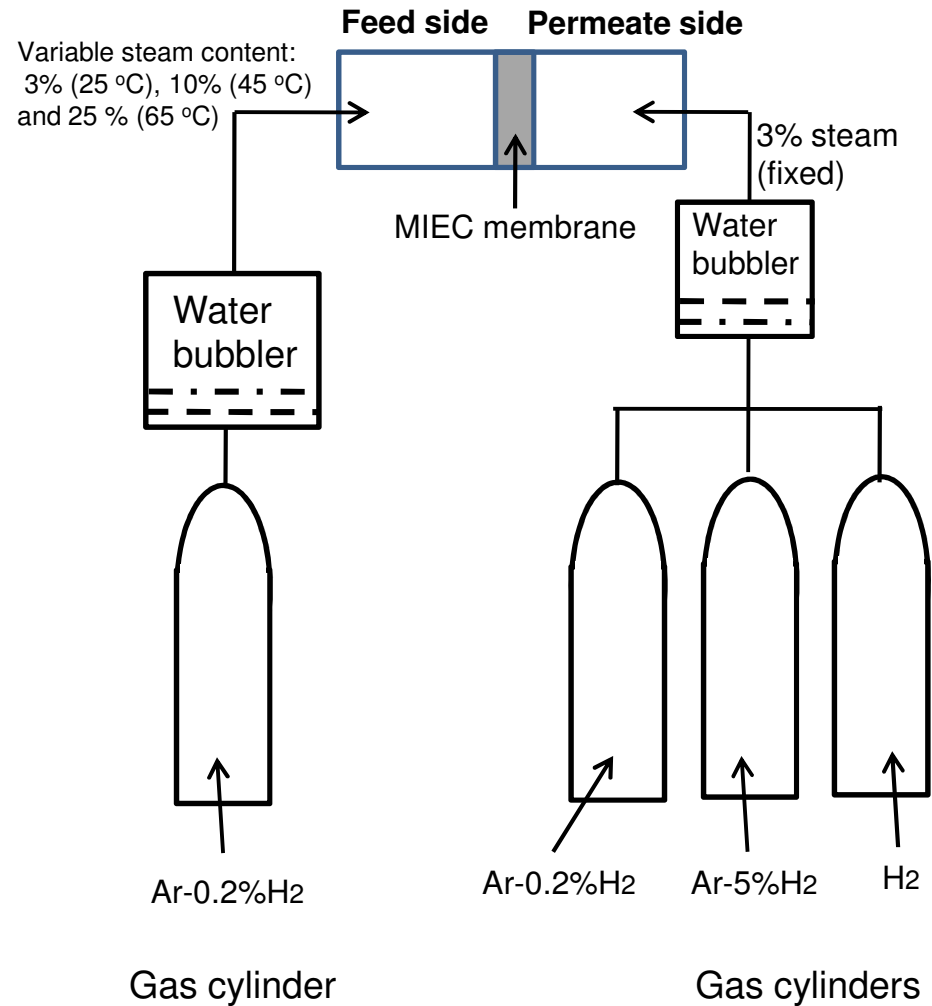 Feed side
Permeate side
Variable steam content:
3% (25 ºC), 10% (45 ºC)
and 25 % (65 ºC)
3% steam
(fixed)
MIEC membrane
Water
bubbler
Water
bubbler
Ar-0.2%H2
Ar-0.2%H2
Ar-5%H2
H2
Gas cylinder
Gas cylinders